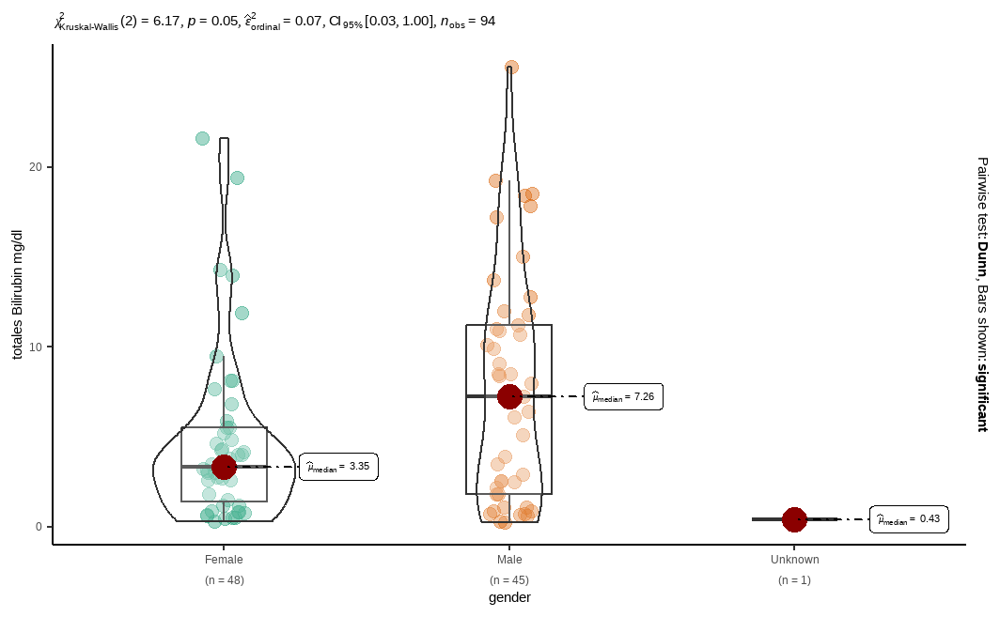 χ²Kruskal-Wallis (2) = 6.17, p = 0.05, ε̂²ordinal = 0.07, CI95% [0.03, 1.00], nobs = 94
totales Bilirubin mg/dl
20
10
0
μ̂median = 3.35
μ̂median = 7.26
μ̂median = 0.43
Female
(n = 48)
Male
(n = 45)
Unknown
(n = 1)
gender
Pairwise test: Dunn, Bars shown: significant